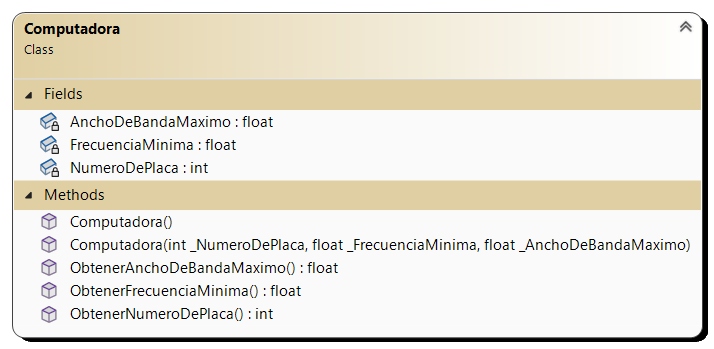 Computadora
Class
Fields
AnchoDeBandaMaximo : float
FrecuenciaMinima : float
NumeroDePlaca : int
Methods
Computadora()
Computadora(int _NumeroDePlaca, float _FrecuenciaMinima, float _AnchoDeBandaMaximo)
ObtenerAnchoDeBandaMaximo() : float
ObtenerFrecuenciaMinima() : float
ObtenerNumeroDePlaca() : int